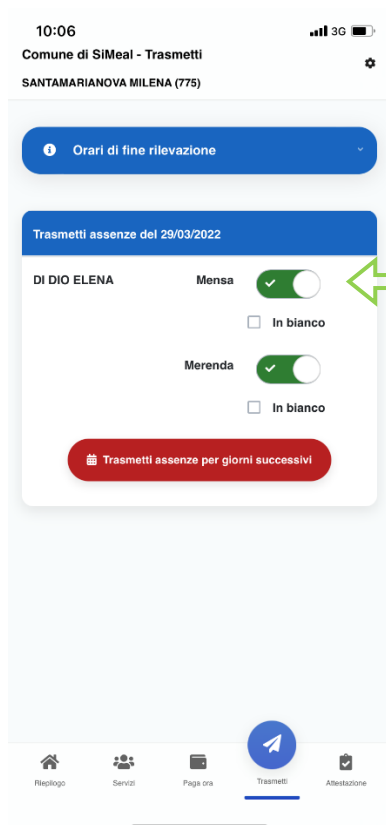 10:06
3G
Comune di SiMeal - Trasmetti
SANTAMARIANOVA MILENA (775)
Orari di fine rilevazione
Trasmetti assenze del 29/03/2022
DI DIO ELENA Mensa
In bianco
Merenda
In bianco
Trasmetti assenze per giorni successivi
Riepilogo Servizi Paga ora Trasmetti Attestazione